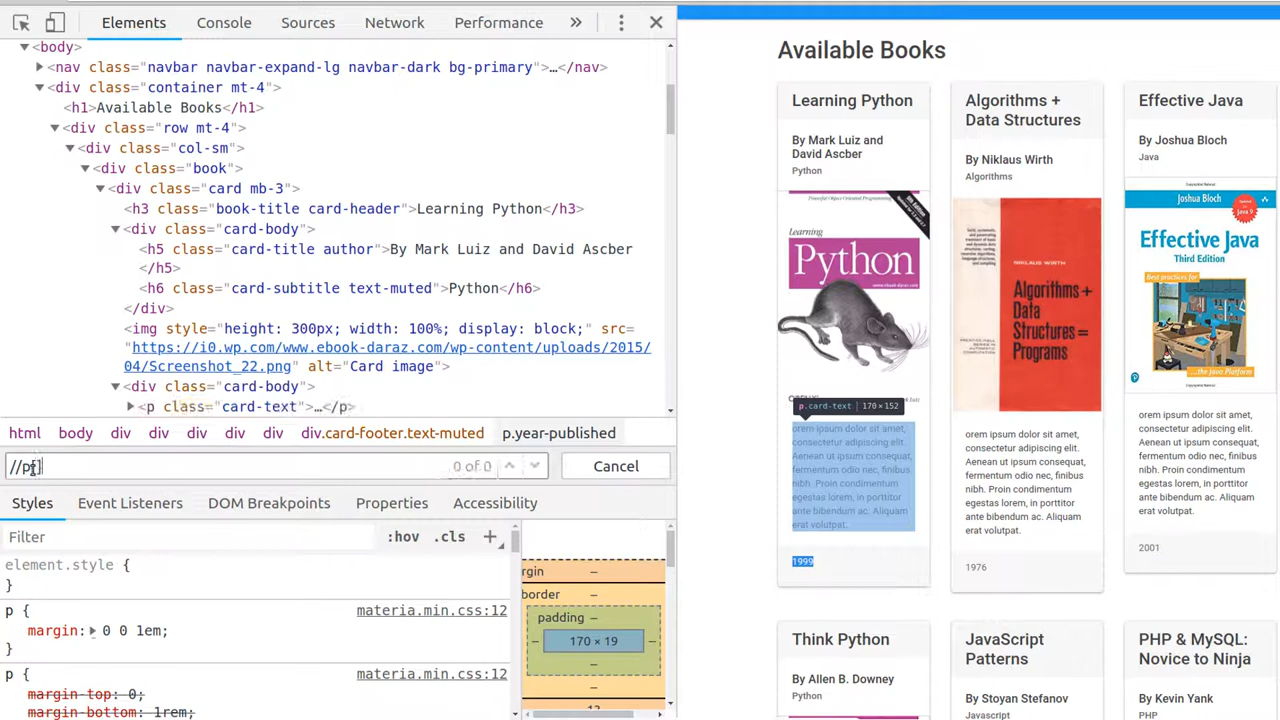 Elements Console Sources Network Performance »
<body>
<nav class="navbar navbar-expand-lg navbar-dark bg-primary">…</nav>
<div class="container mt-4">
<h1>Available Books</h1>
<div class="row mt-4">
<div class="col-sm">
<div class="book">
<div class="card mb-3">
<h3 class="book-title card-header">Learning Python</h3>
<div class="card-body">
<h5 class="card-title author">By Mark Luiz and David Ascber
</h5>
<h6 class="card-subtitle text-muted">Python</h6>
</div>
<img style="height: 300px; width: 100%; display: block;" src=
"https://i0.wp.com/www.ebook-daraz.com/wp-content/uploads/2015/
04/Screenshot_22.png" alt="Card image">
<div class="card-body">
<p class="card-text">…</p>
html body div div div div div div.card-footer.text-muted p.year-published
0 of 0 Cancel
Styles Event Listeners DOM Breakpoints Properties Accessibility
Filter :hov .cls +
element.style {
}
p { materia.min.css:12
margin: 0 0 1em;
}
p { materia.min.css:12
margin-top: 0;
margin-bottom: 1rem;
rgin –
border –
padding –
– 170 × 19 –
–
–
Available Books
Learning Python
By Mark Luiz and
David Ascber
Python
Learning
Python
p.card-text 170×152
orem ipsum dolor sit amet,
consectetur adipiscing elit.
Aenean ut ipsum consequat,
fermentum odio nec, finibus
risus. Proin condimentum
egestas lorem, in porttitor
ante bibendum ac. Aliquam
erat volutpat.
1999
Algorithms +
Data Structures
By Niklaus Wirth
Algorithms
NIKLAUS WIRTH
Algorithms+
Data
Structures=
Programs
orem ipsum dolor sit amet,
consectetur adipiscing elit.
Aenean ut ipsum consequat,
fermentum odio nec, finibus
risus. Proin condimentum
egestas lorem, in porttitor
ante bibendum ac. Aliquam
erat volutpat.
1976
Effective Java
By Joshua Bloch
Java
Joshua Bloch
Effective Java
Third Edition
Best practices for
...the Java Platform
orem ipsum dolor sit amet,
consectetur adipiscing elit.
Aenean ut ipsum consequat,
fermentum odio nec, finibus
risus. Proin condimentum
egestas lorem, in porttitor
ante bibendum ac. Aliquam
erat volutpat.
2001
Think Python
By Allen B. Downey
Python
JavaScript
Patterns
By Stoyan Stefanov
Javascript
PHP & MySQL:
Novice to Ninja
By Kevin Yank
PHP